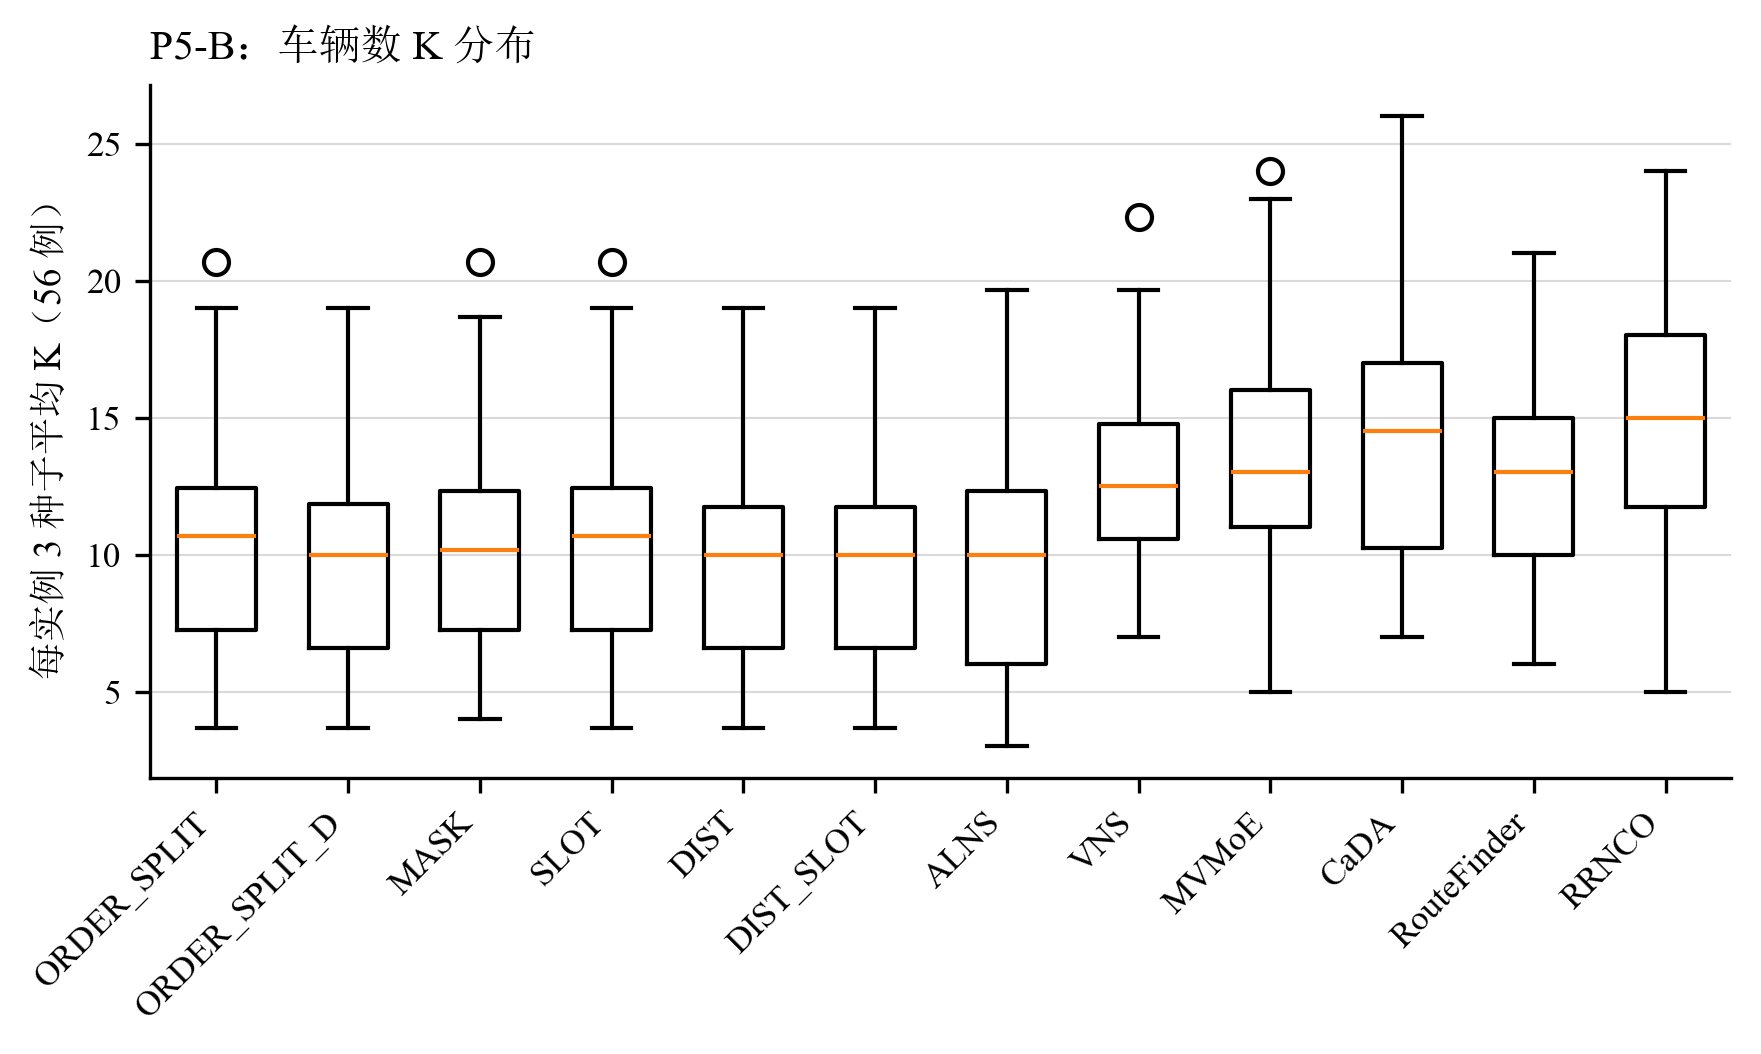 P5-B：车辆数 K 分布
每实例 3 种子平均 K（56 例）
25
20
15
10
5
ORDER_SPLIT
ORDER_SPLIT_D
MASK
SLOT
DIST
DIST_SLOT
ALNS
VNS
MVMoE
CaDA
RouteFinder
RRNCO